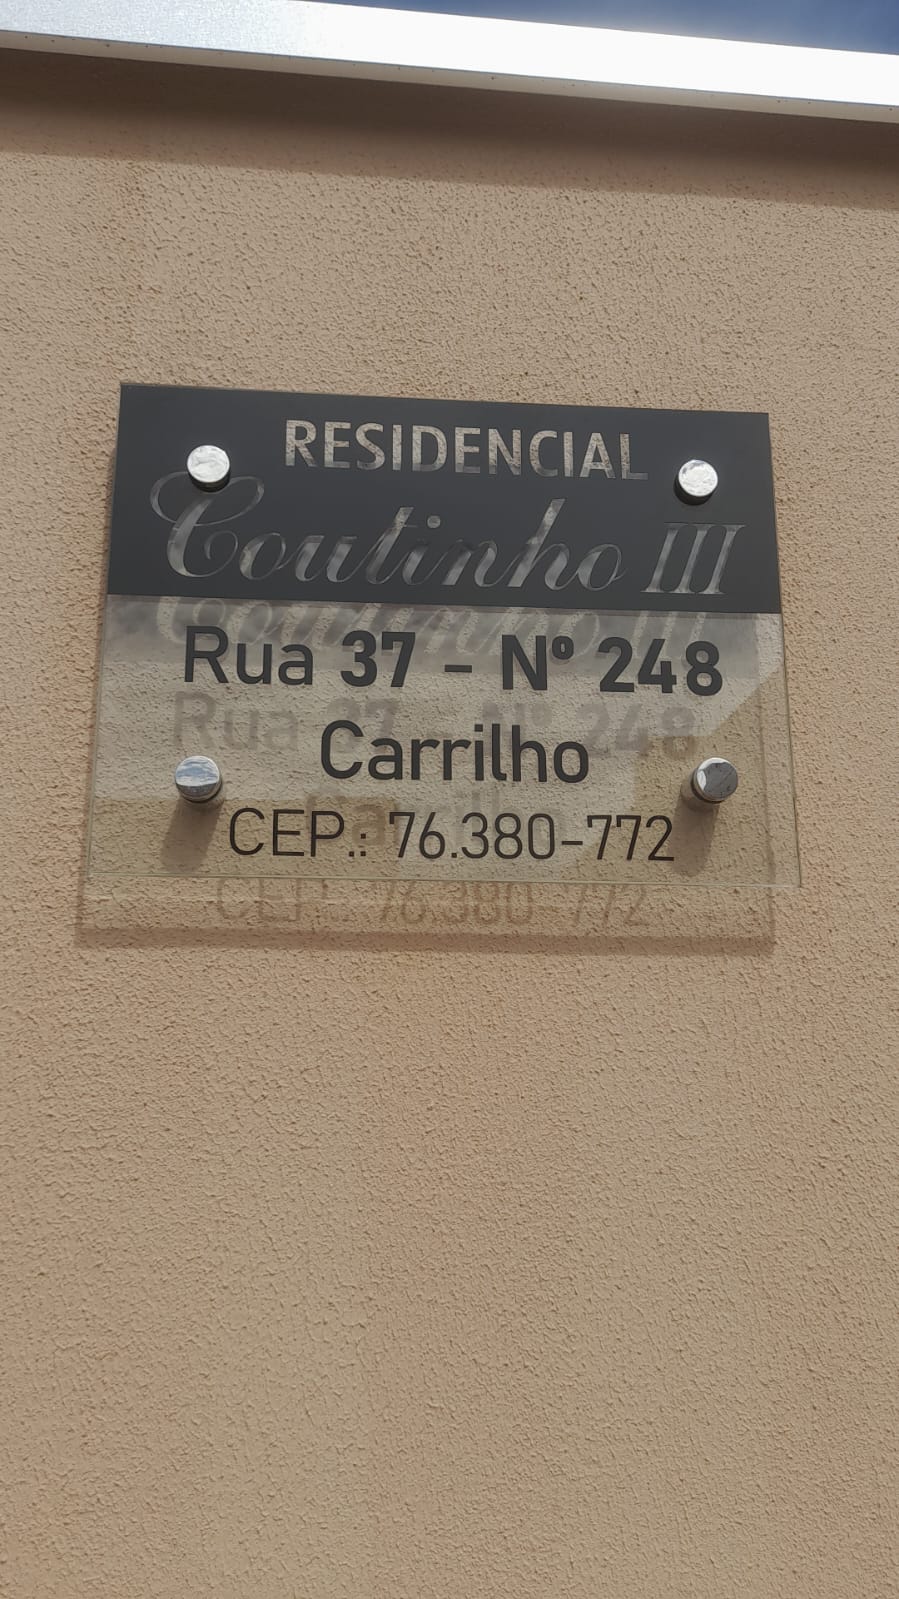 RESIDENCIAL
Coutinho III
Rua 37 - Nº 248
Carrilho
CEP.: 76.380-772